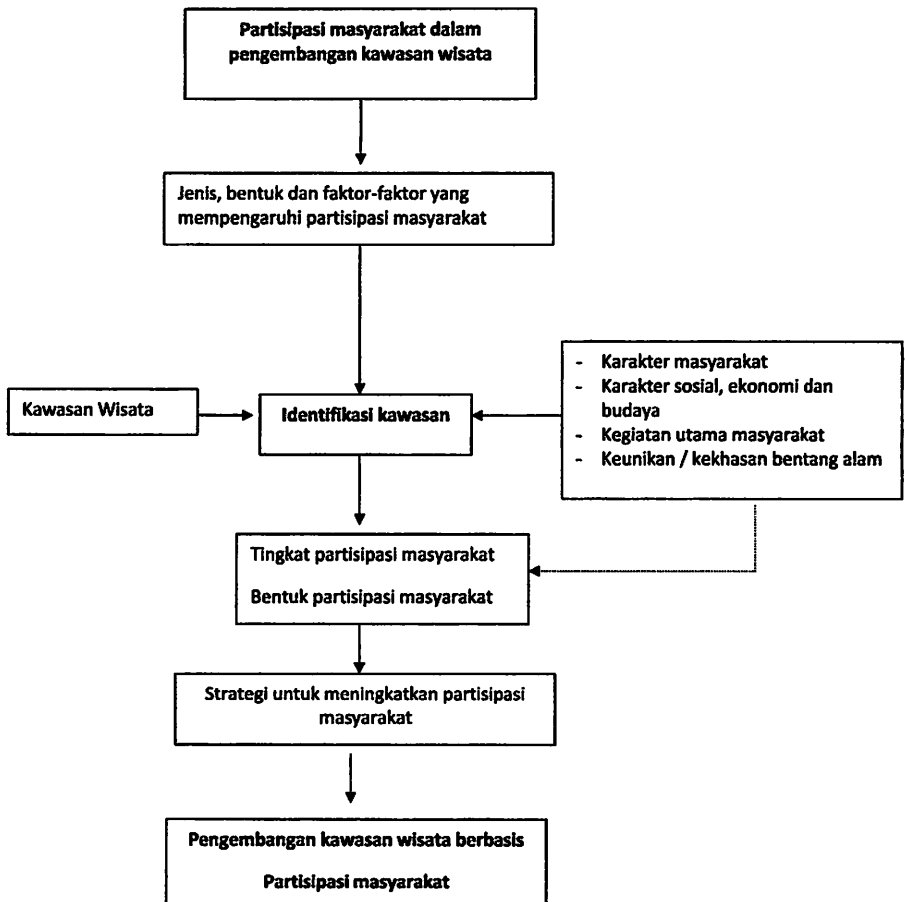 Partisipasi masyarakat dalam
pengembangan kawasan wisata
Jenis, bentuk dan faktor-faktor yang
mempengaruhi partisipasi masyarakat
Kawasan Wisata
Identifikasi kawasan
- Karakter masyarakat
- Karakter sosial, ekonomi dan
budaya
- Kegiatan utama masyarakat
- Keunikan / kekhasan bentang alam
Tingkat partisipasi masyarakat
Bentuk partisipasi masyarakat
Strategi untuk meningkatkan partisipasi
masyarakat
Pengembangan kawasan wisata berbasis
Partisipasi masyarakat